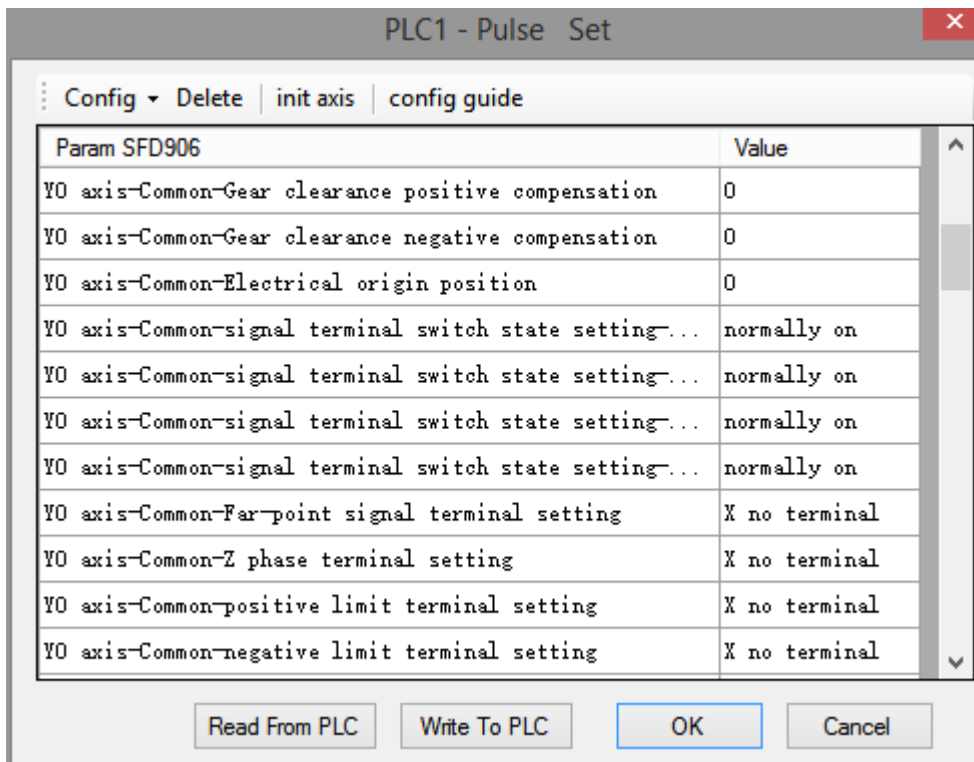 PLC1 - Pulse Set
Config Delete init axis config guide
Param SFD906 Value
Y0 axis-Common-Gear clearance positive compensation 0
Y0 axis-Common-Gear clearance negative compensation 0
Y0 axis-Common-Electrical origin position 0
Y0 axis-Common-signal terminal switch state setting-... normally on
Y0 axis-Common-signal terminal switch state setting-... normally on
Y0 axis-Common-signal terminal switch state setting-... normally on
Y0 axis-Common-signal terminal switch state setting-... normally on
Y0 axis-Common-Far-point signal terminal setting X no terminal
Y0 axis-Common-Z phase terminal setting X no terminal
Y0 axis-Common-positive limit terminal setting X no terminal
Y0 axis-Common-negative limit terminal setting X no terminal
Read From PLC Write To PLC OK Cancel